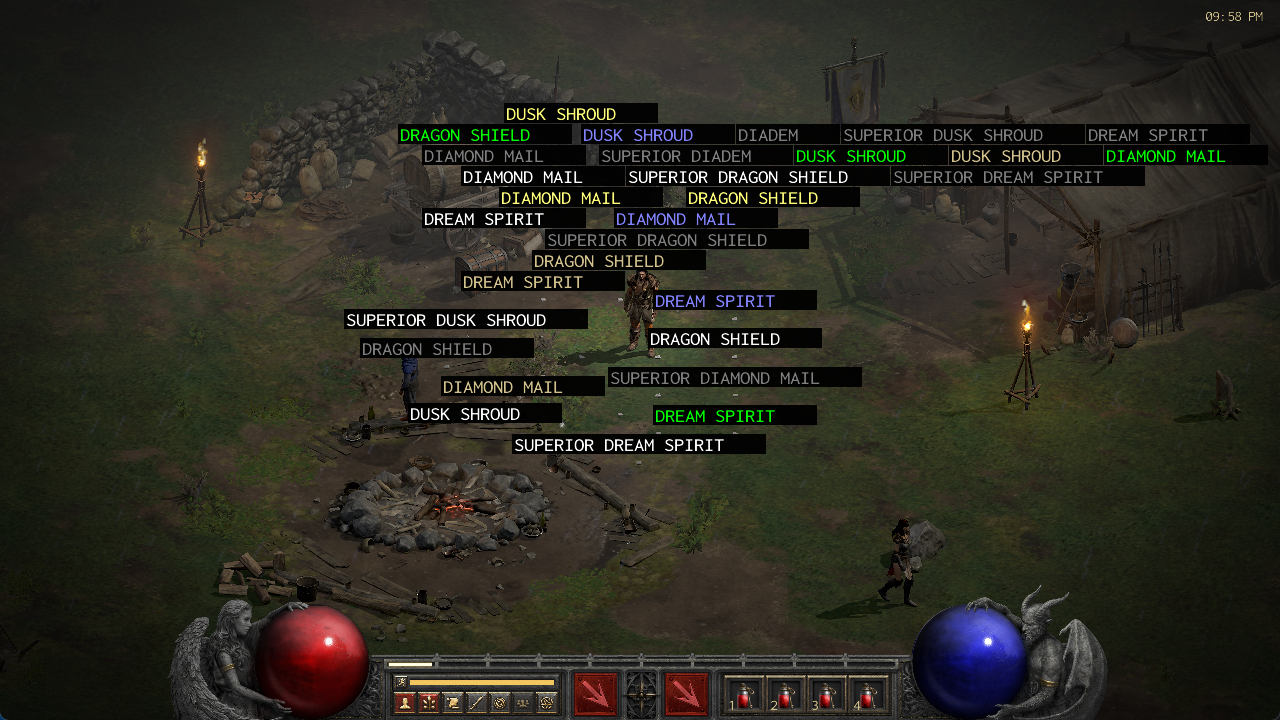 09:58 PM
DUSK SHROUD
DRAGON SHIELD DUSK SHROUD DIADEM SUPERIOR DUSK SHROUD DREAM SPIRIT
DIAMOND MAIL SUPERIOR DIADEM DUSK SHROUD DUSK SHROUD DIAMOND MAIL
DIAMOND MAIL SUPERIOR DRAGON SHIELD SUPERIOR DREAM SPIRIT
DIAMOND MAIL DRAGON SHIELD
DREAM SPIRIT DIAMOND MAIL
SUPERIOR DRAGON SHIELD
DRAGON SHIELD
DREAM SPIRIT
DREAM SPIRIT
SUPERIOR DUSK SHROUD
DRAGON SHIELD
DRAGON SHIELD
SUPERIOR DIAMOND MAIL
DIAMOND MAIL
DUSK SHROUD
DREAM SPIRIT
SUPERIOR DREAM SPIRIT
1 2 3 4